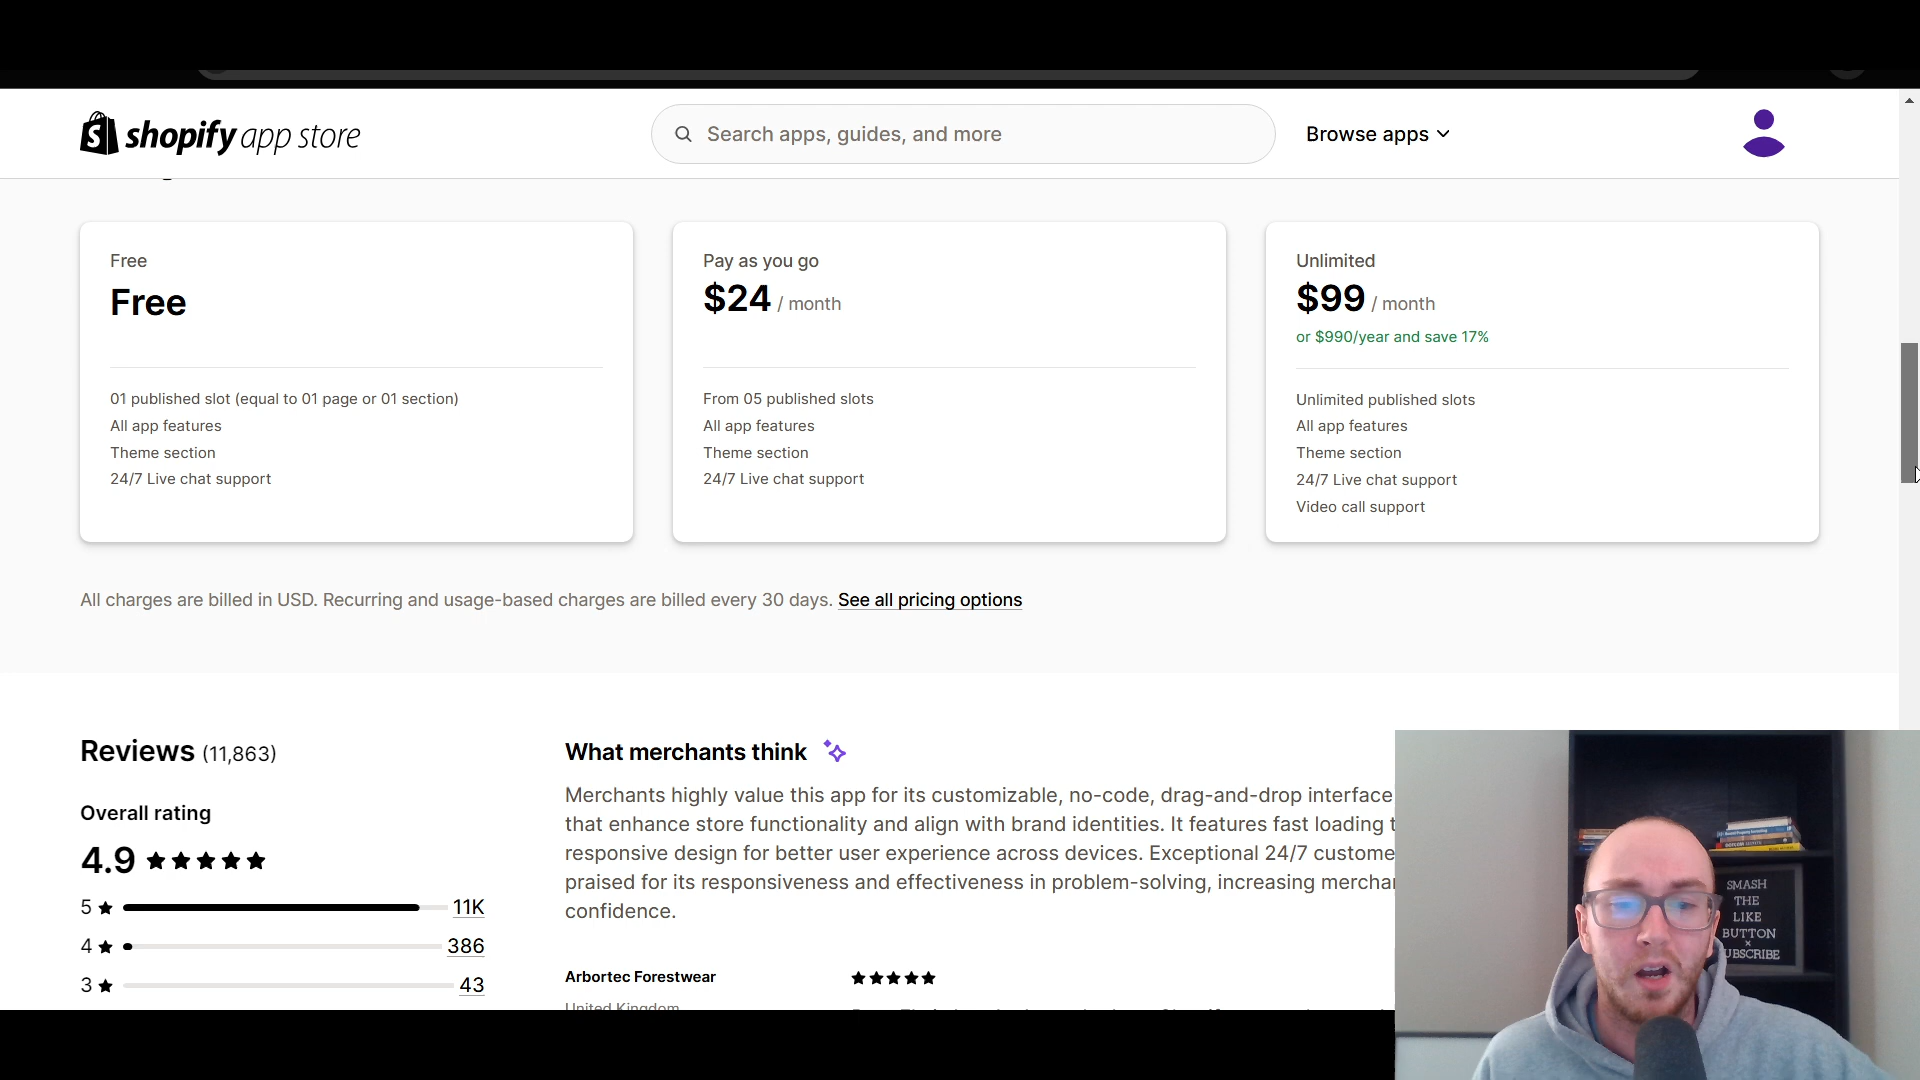 shopify app store
Search apps, guides, and more
Browse apps
Free
Free
01 published slot (equal to 01 page or 01 section)
All app features
Theme section
24/7 Live chat support
Pay as you go
$24 / month
From 05 published slots
All app features
Theme section
24/7 Live chat support
Unlimited
$99 / month
or $990/year and save 17%
Unlimited published slots
All app features
Theme section
24/7 Live chat support
Video call support
All charges are billed in USD. Recurring and usage-based charges are billed every 30 days. See all pricing options
Reviews (11,863)
Overall rating
4.9
5 11K
4 386
3 43
What merchants think
Merchants highly value this app for its customizable, no-code, drag-and-drop interface
that enhance store functionality and align with brand identities. It features fast loading
responsive design for better user experience across devices. Exceptional 24/7
praised for its responsiveness and effectiveness in problem-solving, increasing
confidence.
Arbortec Forestwear
United Kingdom
SMASH
THE
LIKE
BUTTON
×
UBSCRIBE